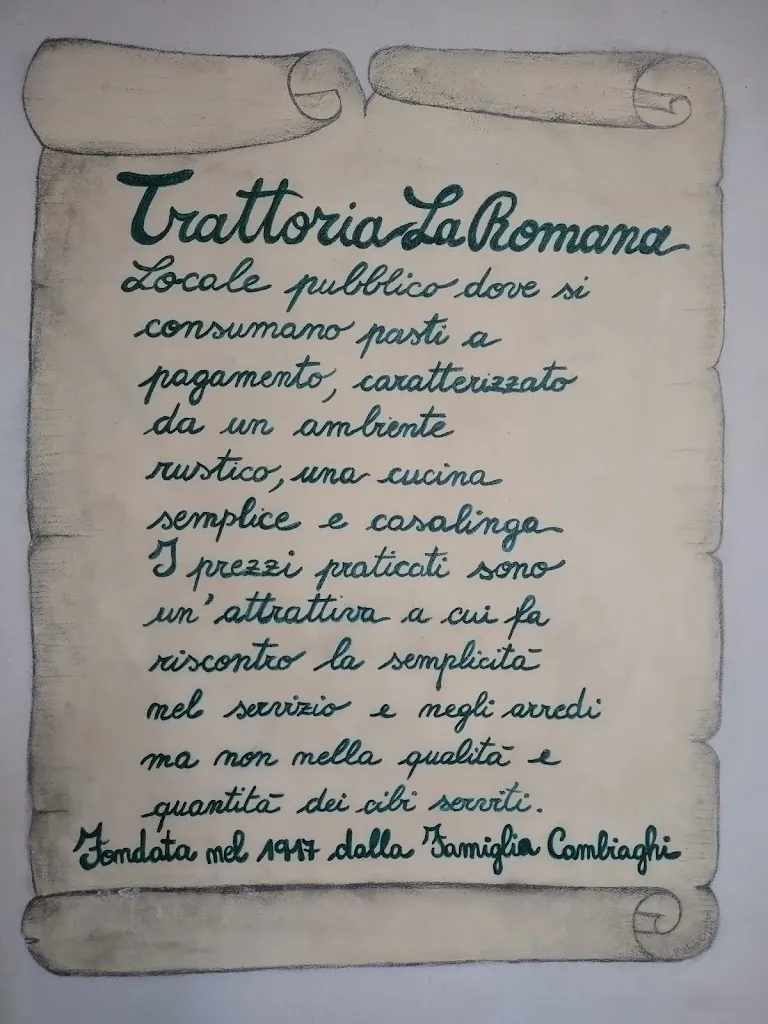 Trattoria La Romana
Locale pubblico dove si
consumano pasti a
pagamento, caratterizzato
da un ambiente
rustico, una cucina
semplice e casalinga
I prezzi praticati sono
un'attrattiva a cui fa
riscontro la semplicità
nel servizio e negli arredi
ma non nella qualità e
quantità dei cibi serviti.
Fondata nel 1917 dalla Famiglia Cambiaghi